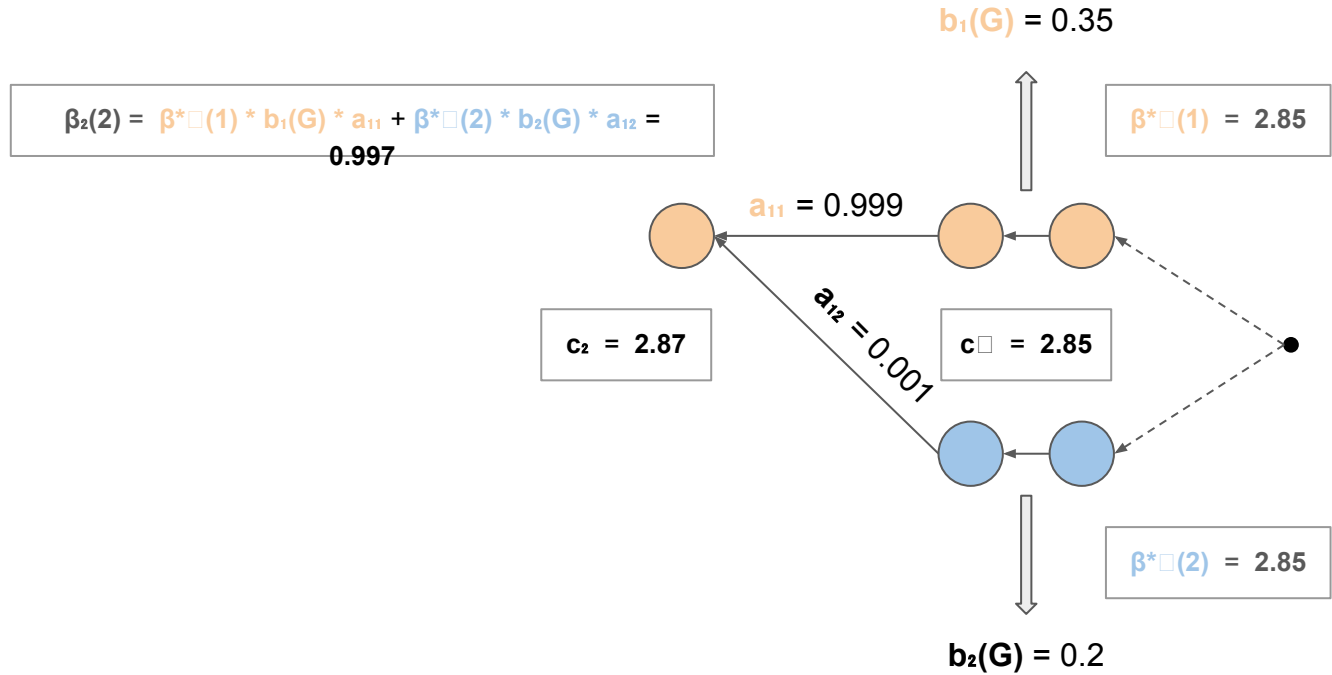 b₁(G) = 0.35
β₂(2) = β*□(1) * b₁(G) * a₁₁ + β*□(2) * b₂(G) * a₁₂ =
0.997
β*□(1) = 2.85
a₁₁ = 0.999
a₁₂ = 0.001
c₂ = 2.87
c□ = 2.85
β*□(2) = 2.85
b₂(G) = 0.2